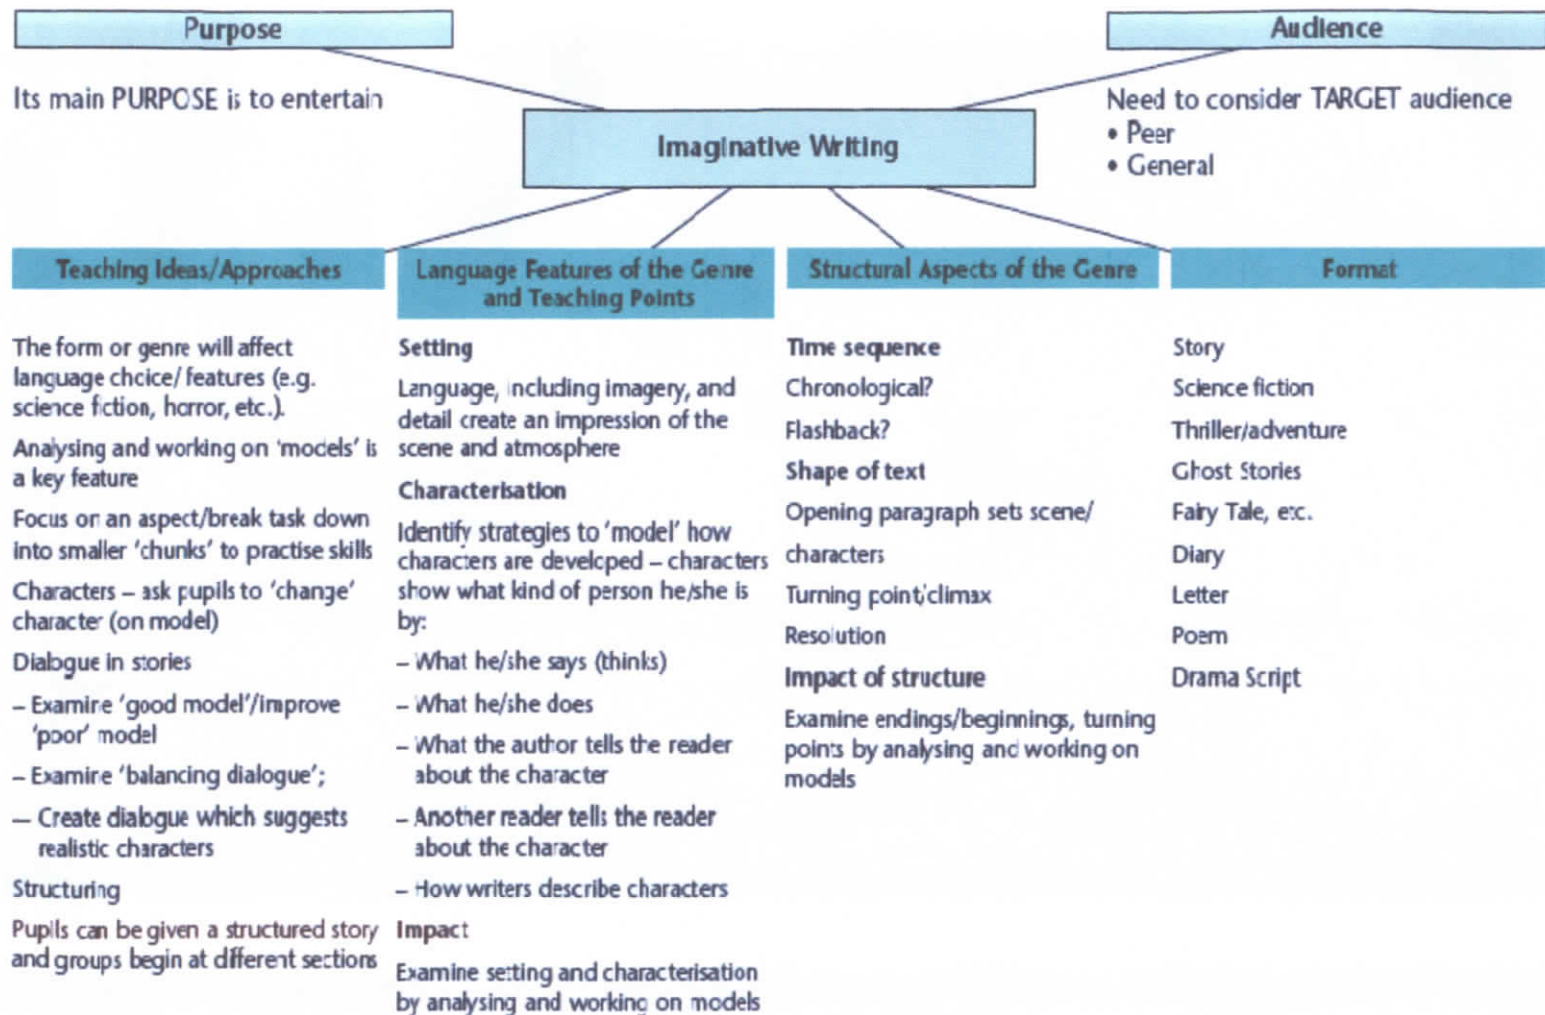 Purpose
Audience
Its main PURPOSE is to entertain
Need to consider TARGET audience
• Peer
• General
Imaginative Writing
Teaching Ideas/Approaches
The form or genre will affect
language choice/ features (e.g.
science fiction, horror, etc.).
Analysing and working on 'models' is
a key feature
Focus on an aspect/break task down
into smaller 'chunks' to practise skills
Characters – ask pupils to 'change'
character (on model)
Dialogue in stories
– Examine 'good model'/improve
'poor' model
– Examine 'balancing dialogue';
— Create dialogue which suggests
realistic characters
Structuring
Pupils can be given a structured story
and groups begin at different sections
Language Features of the Genre
and Teaching Points
Setting
Language, including imagery, and
detail create an impression of the
scene and atmosphere
Characterisation
Identify strategies to 'model' how
characters are developed – characters
show what kind of person he/she is
by:
– What he/she says (thinks)
– What he/she does
– What the author tells the reader
about the character
– Another reader tells the reader
about the character
– How writers describe characters
Impact
Examine setting and characterisation
by analysing and working on models
Structural Aspects of the Genre
Time sequence
Chronological?
Flashback?
Shape of text
Opening paragraph sets scene/
characters
Turning point/climax
Resolution
Impact of structure
Examine endings/beginnings, turning
points by analysing and working on
models
Format
Story
Science fiction
Thriller/adventure
Ghost Stories
Fairy Tale, etc.
Diary
Letter
Poem
Drama Script